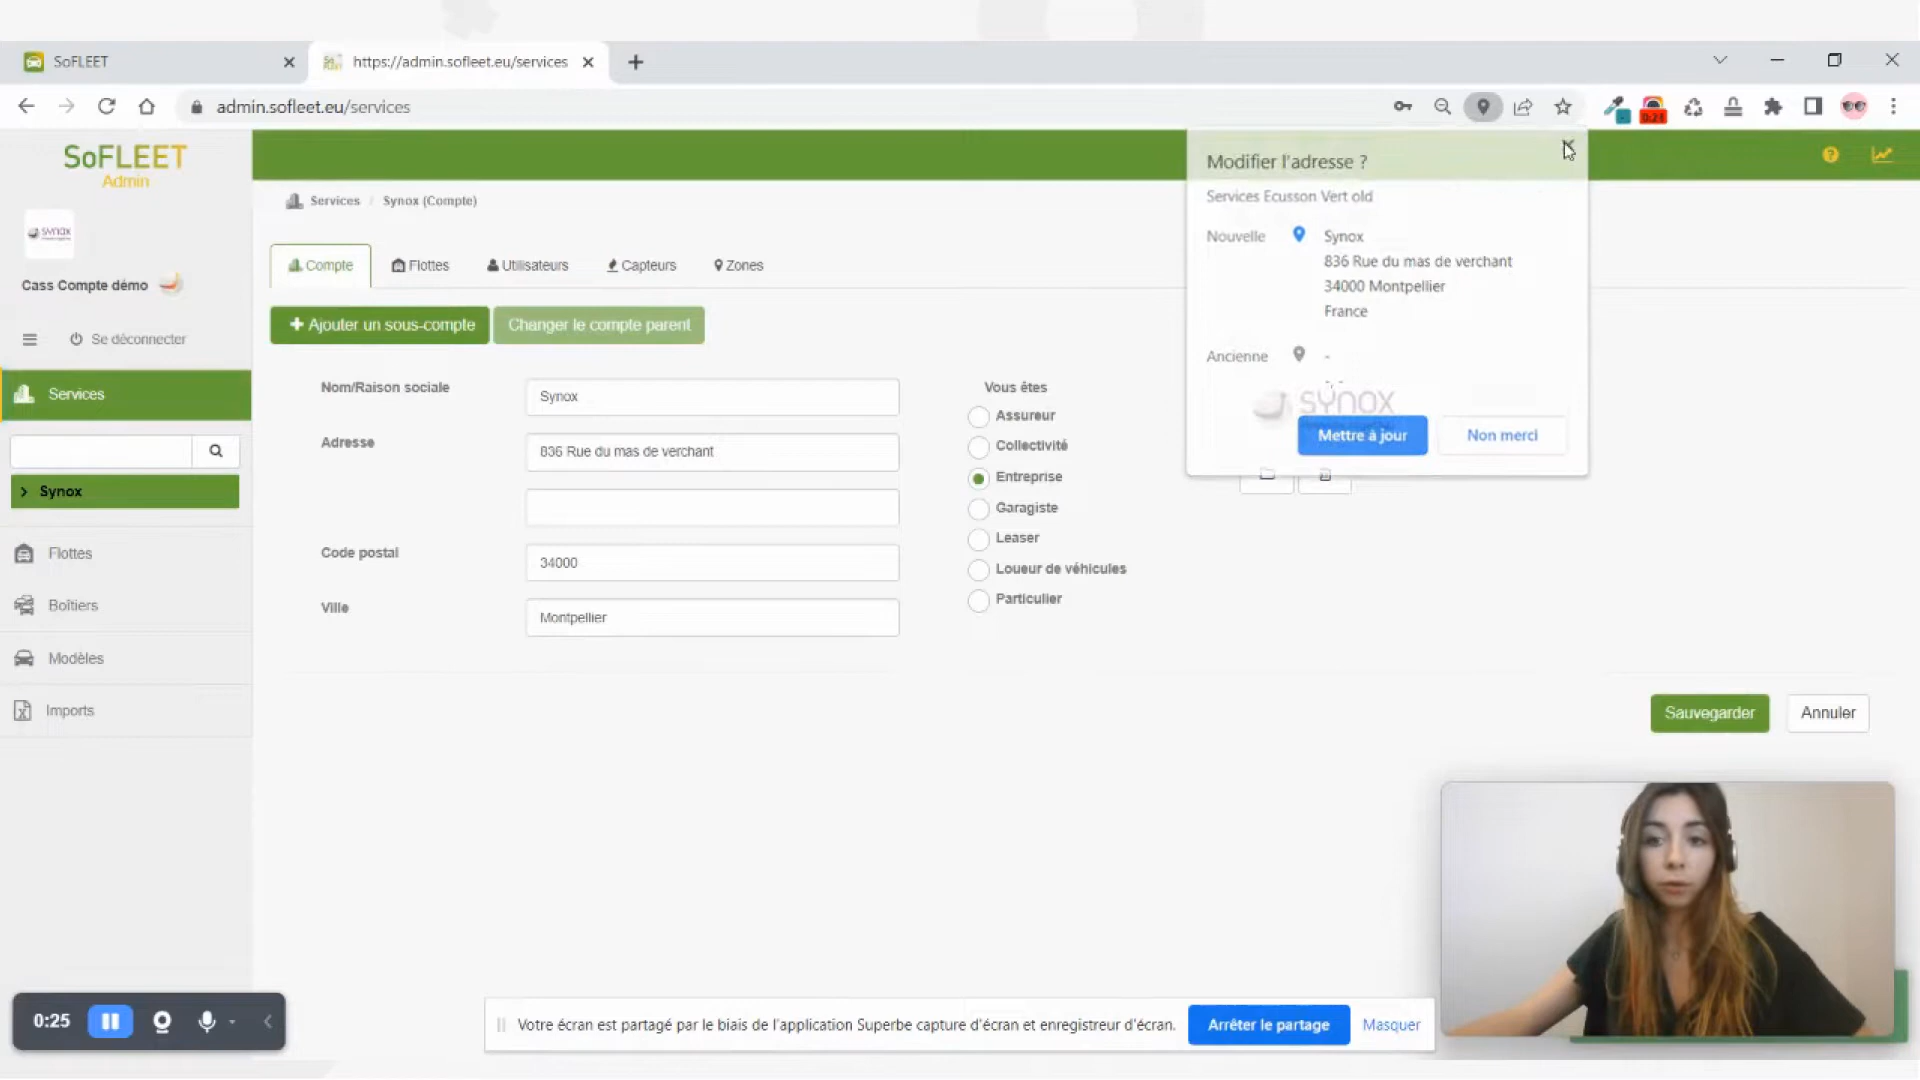 SoFLEET
https://admin.sofleet.eu/services
admin.sofleet.eu/services
0:21
SoFLEET
Admin
synox
Cass Compte démo
Se déconnecter
Services
Synox
Flottes
Boîtiers
Modèles
Imports
Services / Synox (Compte)
Compte
Flottes
Utilisateurs
Capteurs
Zones
+ Ajouter un sous-compte
Changer le compte parent
Nom/Raison sociale
Synox
Adresse
836 Rue du mas de verchant
Code postal
34000
Ville
Montpellier
Vous êtes
Assureur
Collectivité
Entreprise
Garagiste
Leaser
Loueur de véhicules
Particulier
Modifier l'adresse ?
Services Ecusson Vert old
Nouvelle
Synox
836 Rue du mas de verchant
34000 Montpellier
France
Ancienne
-
synox
Mettre à jour
Non merci
Sauvegarder
Annuler
0:25
Votre écran est partagé par le biais de l'application Superbe capture d'écran et enregistreur d'écran.
Arrêter le partage
Masquer